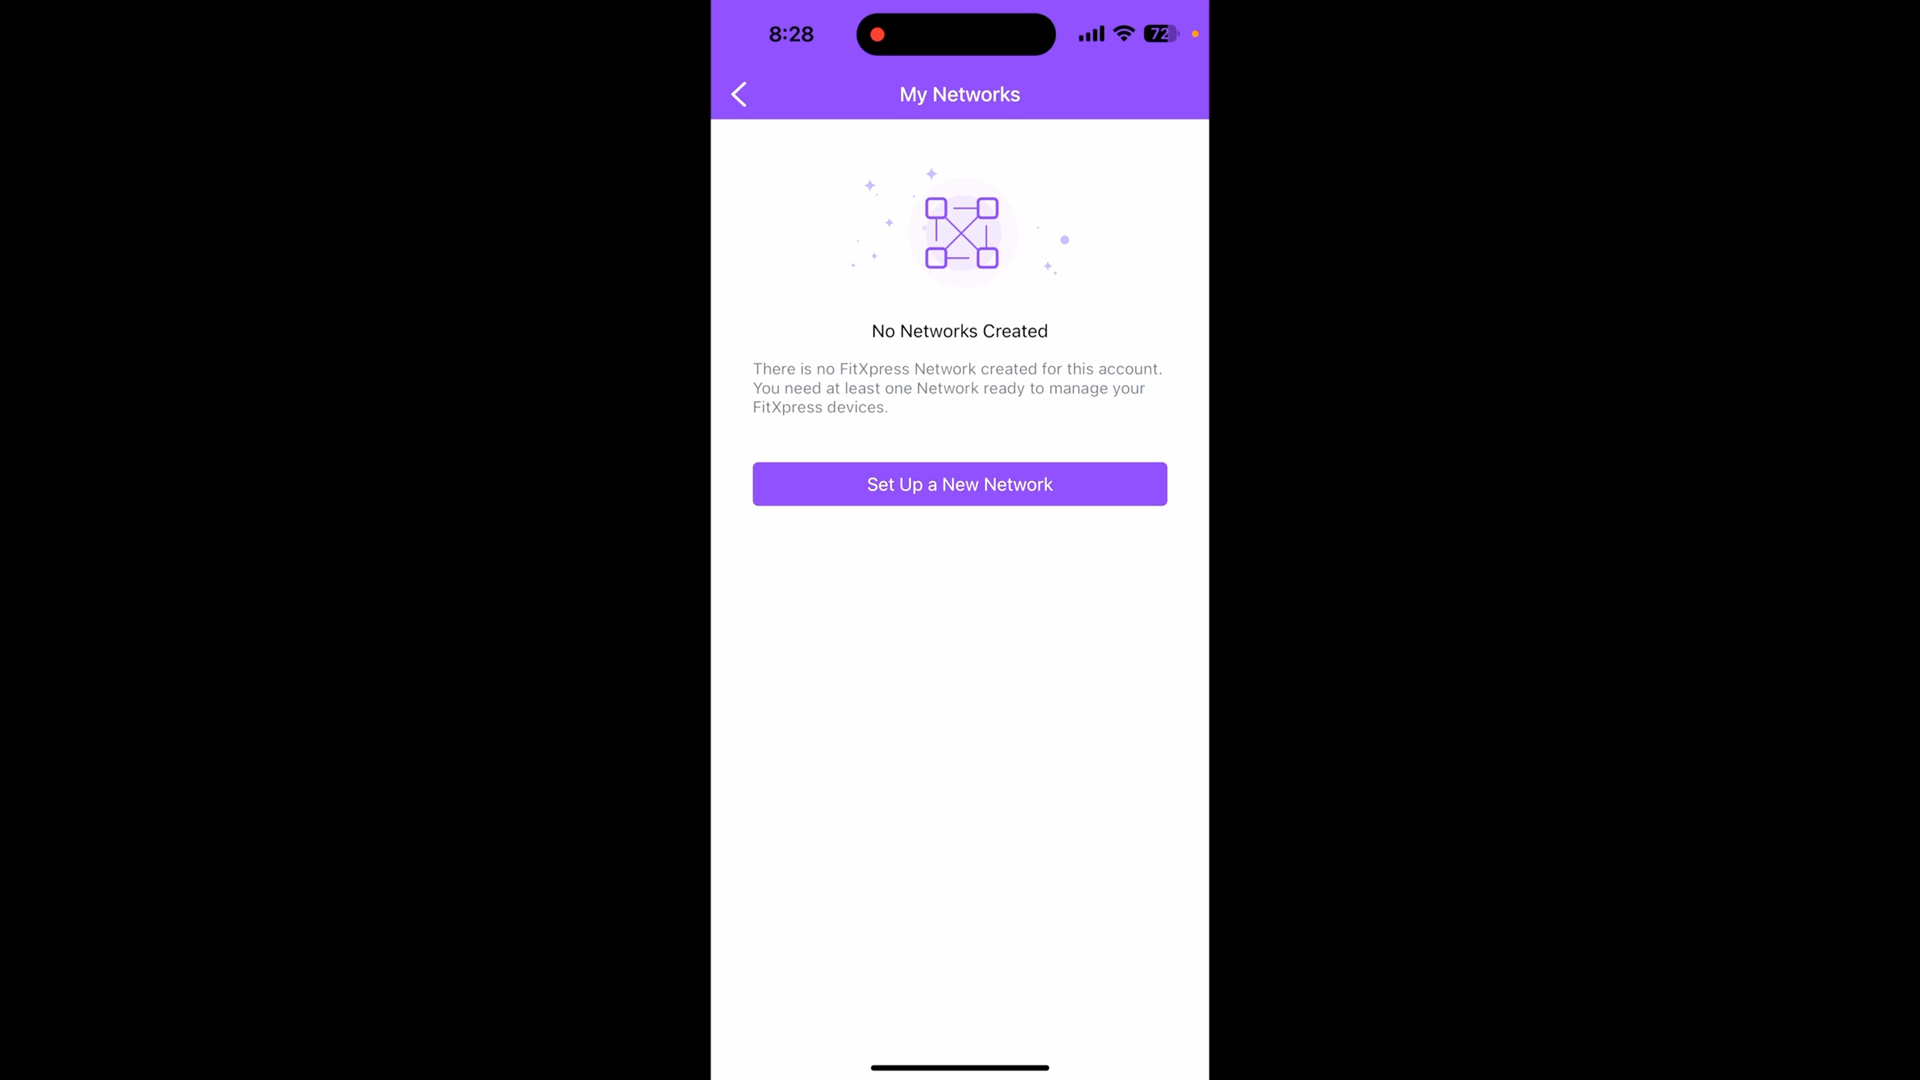 8:28
72
My Networks
No Networks Created
There is no FitXpress Network created for this account.
You need at least one Network ready to manage your
FitXpress devices.
Set Up a New Network